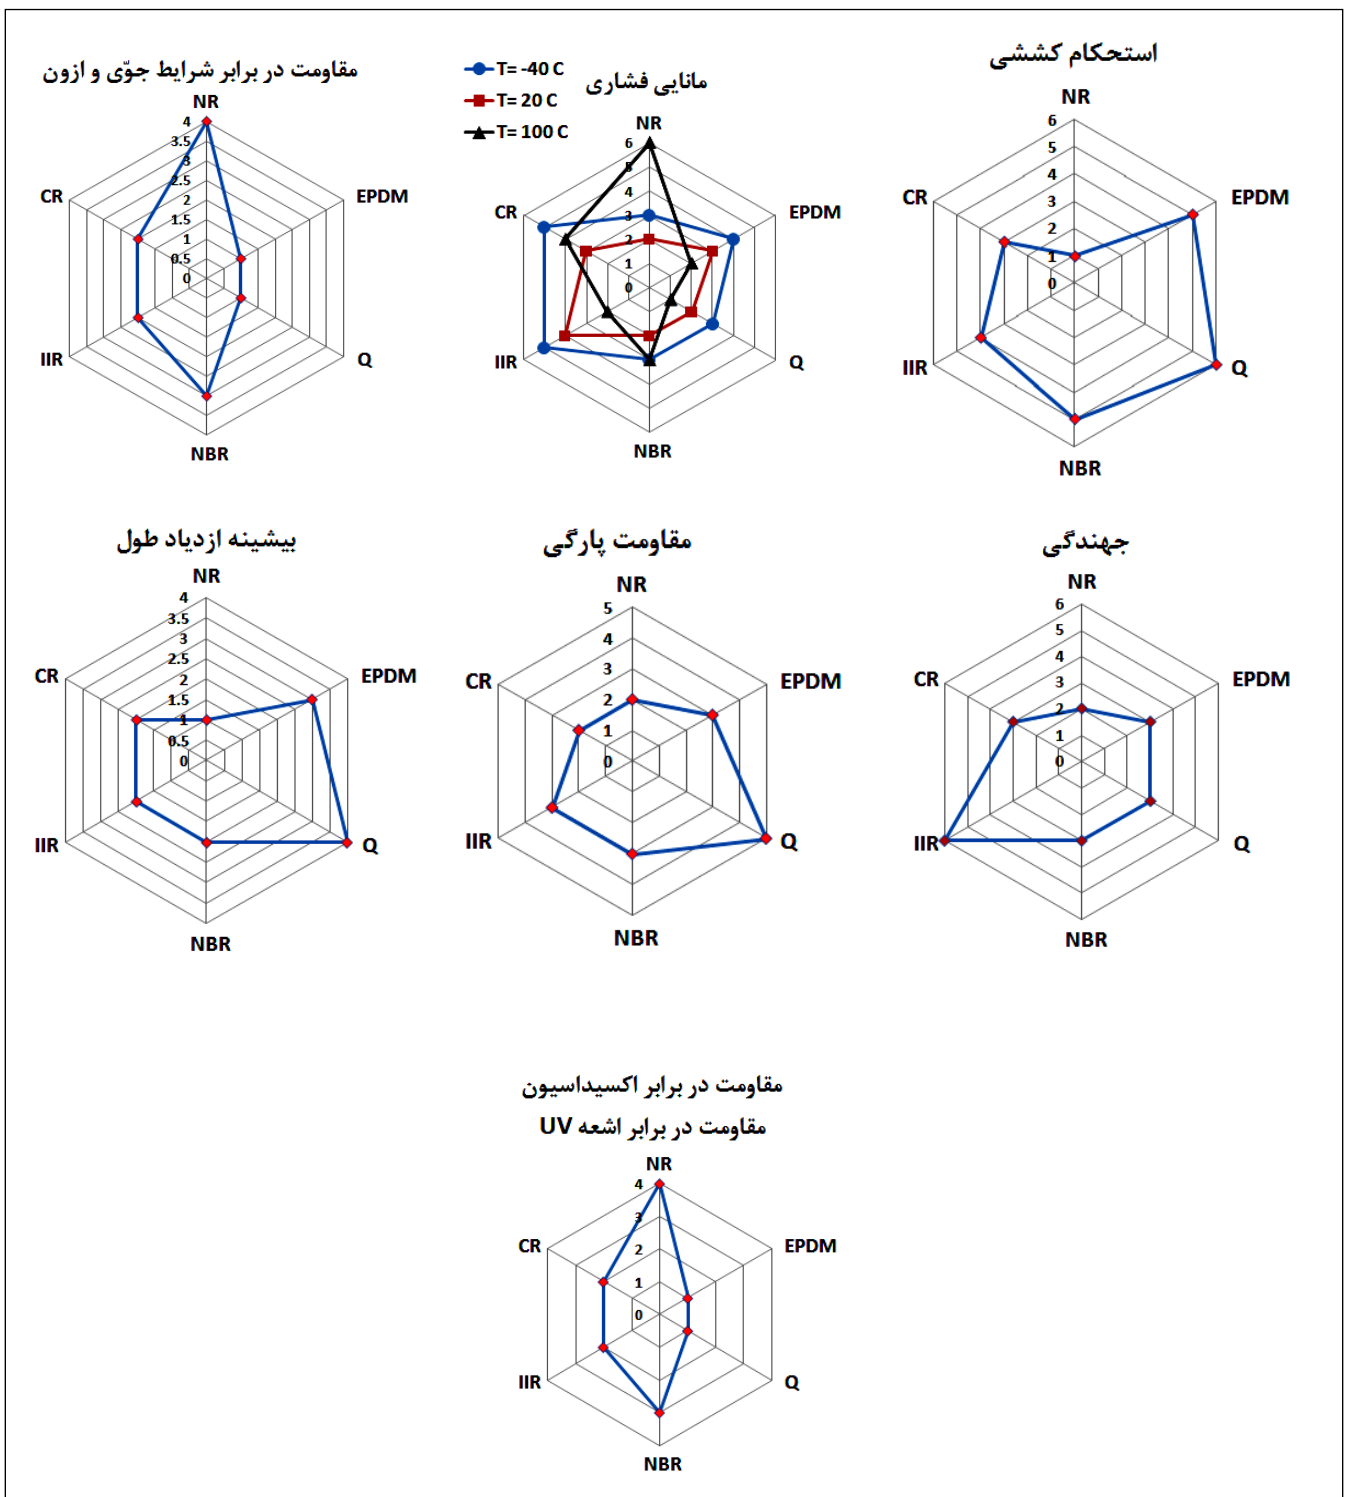 مقاومت در برابر شرایط جوّی و ازون
NR
4
3.5
3
2.5
2
1.5
1
0.5
0
CR
EPDM
IIR
Q
NBR
T= -40 C
T= 20 C
T= 100 C
مانایی فشاری
NR
6
5
4
3
2
1
0
CR
EPDM
IIR
Q
NBR
استحکام کششی
NR
6
5
4
3
2
1
0
CR
EPDM
IIR
Q
NBR
بیشینه ازدیاد طول
NR
4
3.5
3
2.5
2
1.5
1
0.5
0
CR
EPDM
IIR
Q
NBR
مقاومت پارگی
NR
5
4
3
2
1
0
CR
EPDM
IIR
Q
NBR
جهندگی
NR
6
5
4
3
2
1
0
CR
EPDM
IIR
Q
NBR
مقاومت در برابر اکسیداسیون
مقاومت در برابر اشعه UV
NR
4
3
2
1
0
CR
EPDM
IIR
Q
NBR